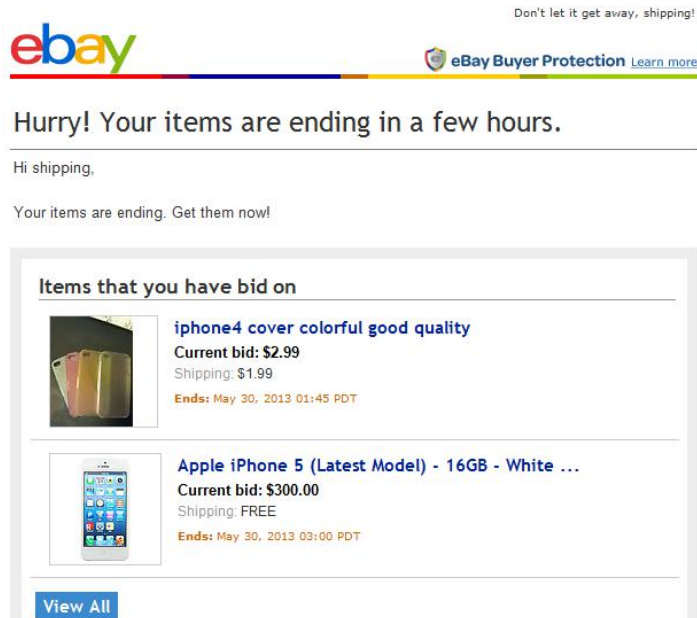 Don't let it get away, shipping!
ebay
eBay Buyer Protection Learn more
Hurry! Your items are ending in a few hours.
Hi shipping,
Your items are ending. Get them now!
Items that you have bid on
iphone4 cover colorful good quality
Current bid: $2.99
Shipping: $1.99
Ends: May 30, 2013 01:45 PDT
Apple iPhone 5 (Latest Model) - 16GB - White ...
Current bid: $300.00
Shipping: FREE
Ends: May 30, 2013 03:00 PDT
View All